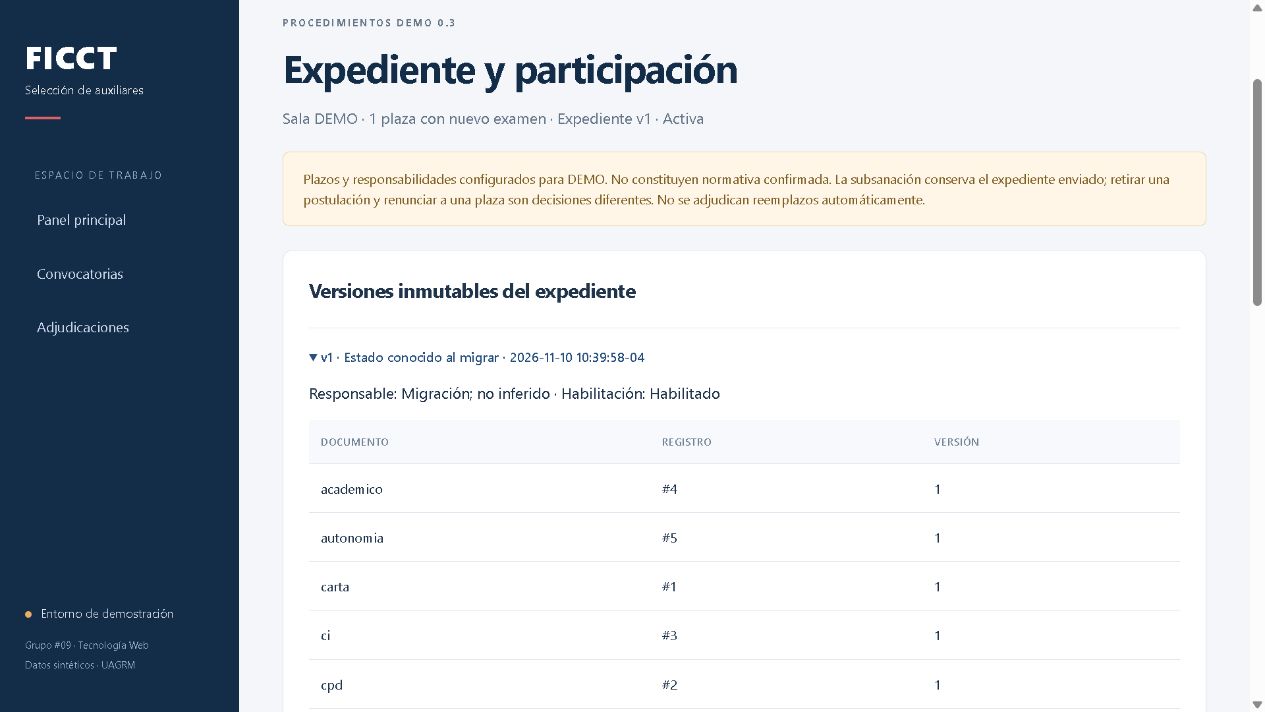 FICCT
Selección de auxiliares
ESPACIO DE TRABAJO
Panel principal
Convocatorias
Adjudicaciones
Entorno de demostración
Grupo #09 · Tecnología Web
Datos sintéticos · UAGRM
PROCEDIMIENTOS DEMO 0.3
Expediente y participación
Sala DEMO · 1 plaza con nuevo examen · Expediente v1 · Activa
Plazos y responsabilidades configurados para DEMO. No constituyen normativa confirmada. La subsanación conserva el expediente enviado; retirar una
postulación y renunciar a una plaza son decisiones diferentes. No se adjudican reemplazos automáticamente.
Versiones inmutables del expediente
▼ v1 · Estado conocido al migrar · 2026-11-10 10:39:58-04
Responsable: Migración; no inferido · Habilitación: Habilitado
DOCUMENTO REGISTRO VERSIÓN
academico #4 1
autonomia #5 1
carta #1 1
ci #3 1
cpd #2 1